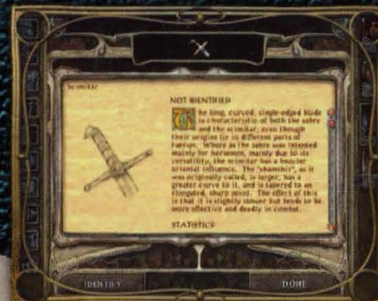 Scimitar
NOT IDENTIFIED
The long, curved, single-edged blade
is characteristic of both the sabre
and the scimitar, even though
their origins lie in different parts of
Faerûn. Where as the sabre was intended
mainly for horsemen, mainly due to its
versatility, the scimitar has a heavier
oriental influence. The 'shamshir', as it
was originally called, is larger, has a
greater curve to it, and is tapered to an
elongated, sharp point. The effect of this
is that it is slightly slower but tends to be
more effective and deadly in combat.
STATISTICS
IDENTIFY
DONE